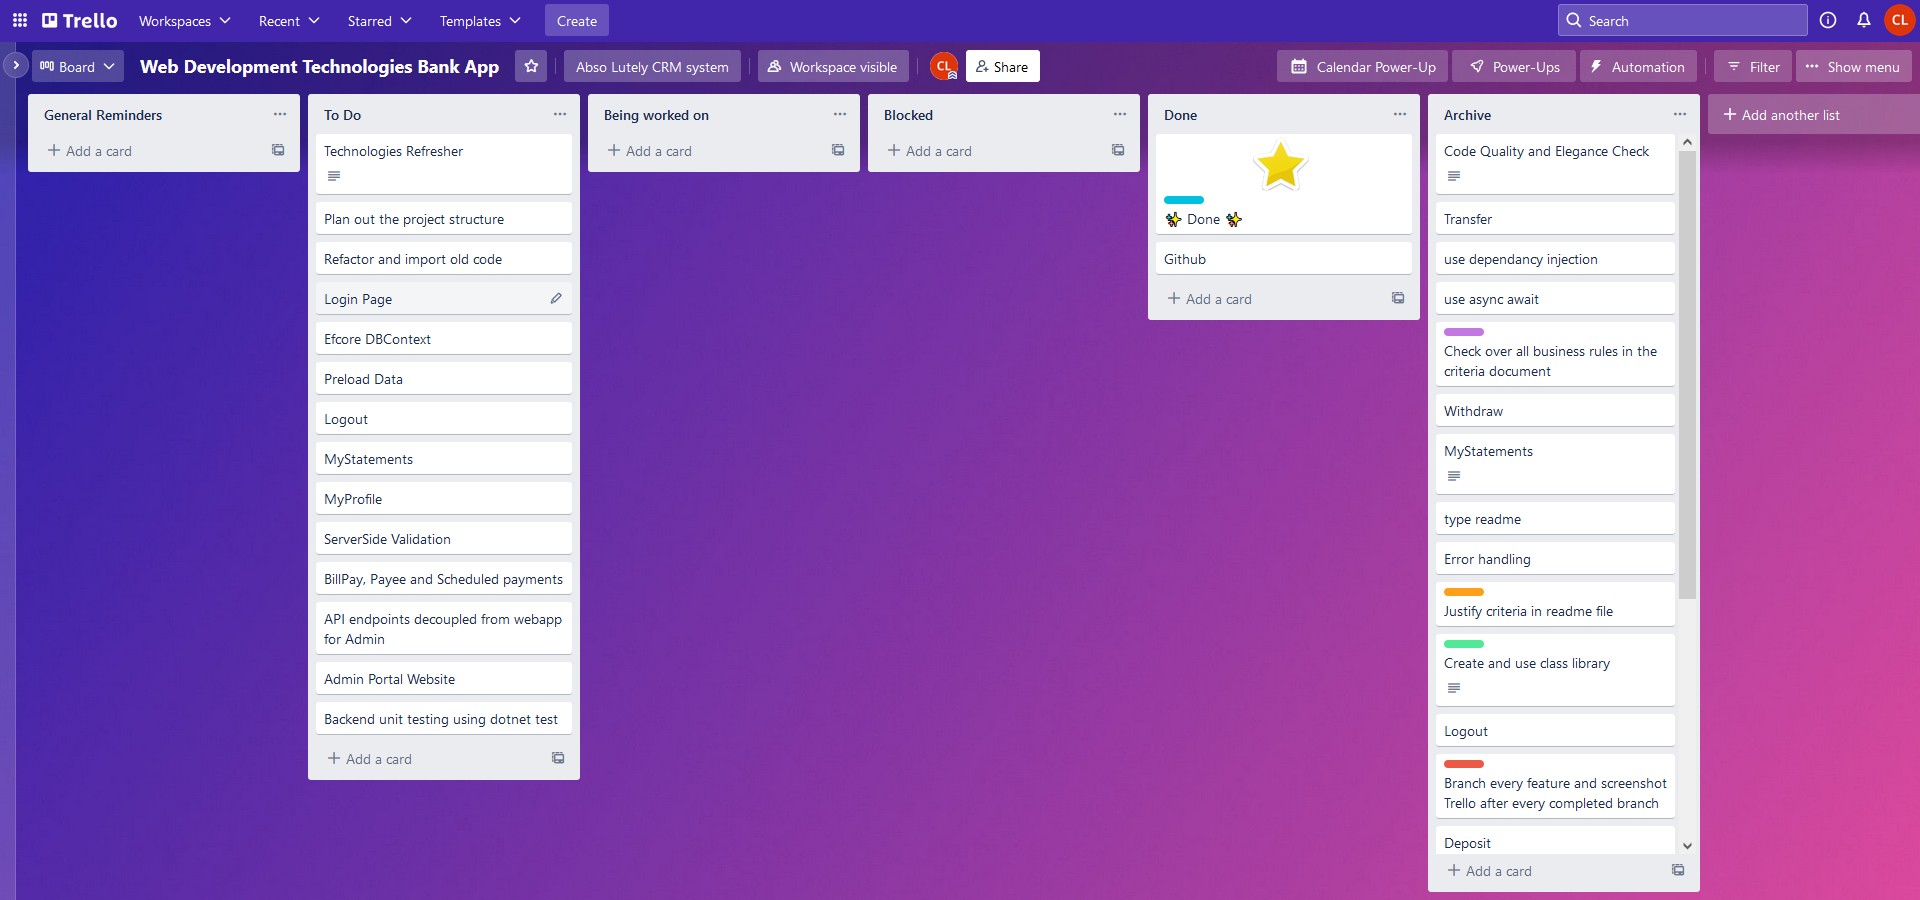 Trello
Workspaces
Recent
Starred
Templates
Create
Search
CL
Board
Web Development Technologies Bank App
Abso Lutely CRM system
Workspace visible
CL
Share
Calendar Power-Up
Power-Ups
Automation
Filter
Show menu
General Reminders
Add a card
To Do
Technologies Refresher
Plan out the project structure
Refactor and import old code
Login Page
Efcore DBContext
Preload Data
Logout
MyStatements
MyProfile
ServerSide Validation
BillPay, Payee and Scheduled payments
API endpoints decoupled from webapp
for Admin
Admin Portal Website
Backend unit testing using dotnet test
Add a card
Being worked on
Add a card
Blocked
Add a card
Done
✨ Done ✨
Github
Add a card
Archive
Code Quality and Elegance Check
Transfer
use dependancy injection
use async await
Check over all business rules in the
criteria document
Withdraw
MyStatements
type readme
Error handling
Justify criteria in readme file
Create and use class library
Logout
Branch every feature and screenshot
Trello after every completed branch
Deposit
Add a card
Add another list